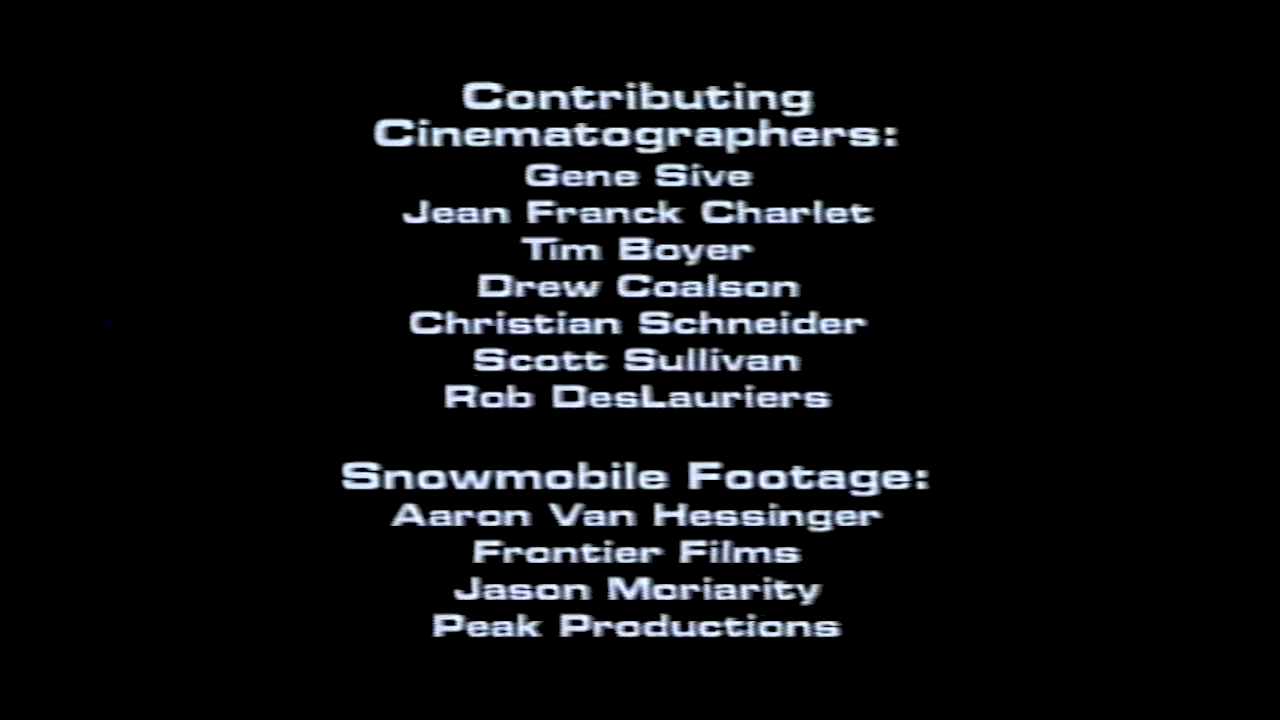 Contributing
Cinematographers:
Gene Sive
Jean Franck Charlet
Tim Boyer
Drew Coalson
Christian Schneider
Scott Sullivan
Rob DesLauriers
Snowmobile Footage:
Aaron Van Hessinger
Frontier Films
Jason Moriarity
Peak Productions